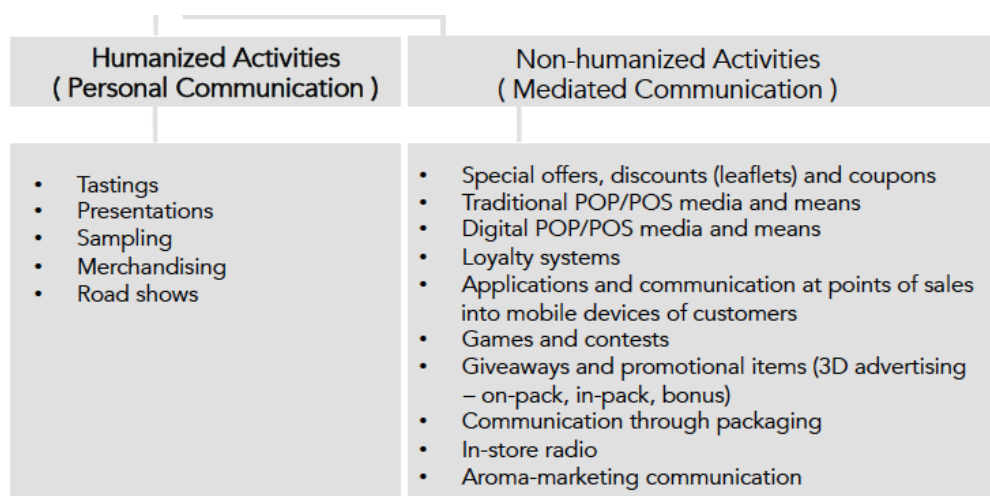 Humanized Activities
( Personal Communication )
Non-humanized Activities
( Mediated Communication )
• Tastings
• Presentations
• Sampling
• Merchandising
• Road shows
• Special offers, discounts (leaflets) and coupons
• Traditional POP/POS media and means
• Digital POP/POS media and means
• Loyalty systems
• Applications and communication at points of sales
into mobile devices of customers
• Games and contests
• Giveaways and promotional items (3D advertising
– on-pack, in-pack, bonus)
• Communication through packaging
• In-store radio
• Aroma-marketing communication